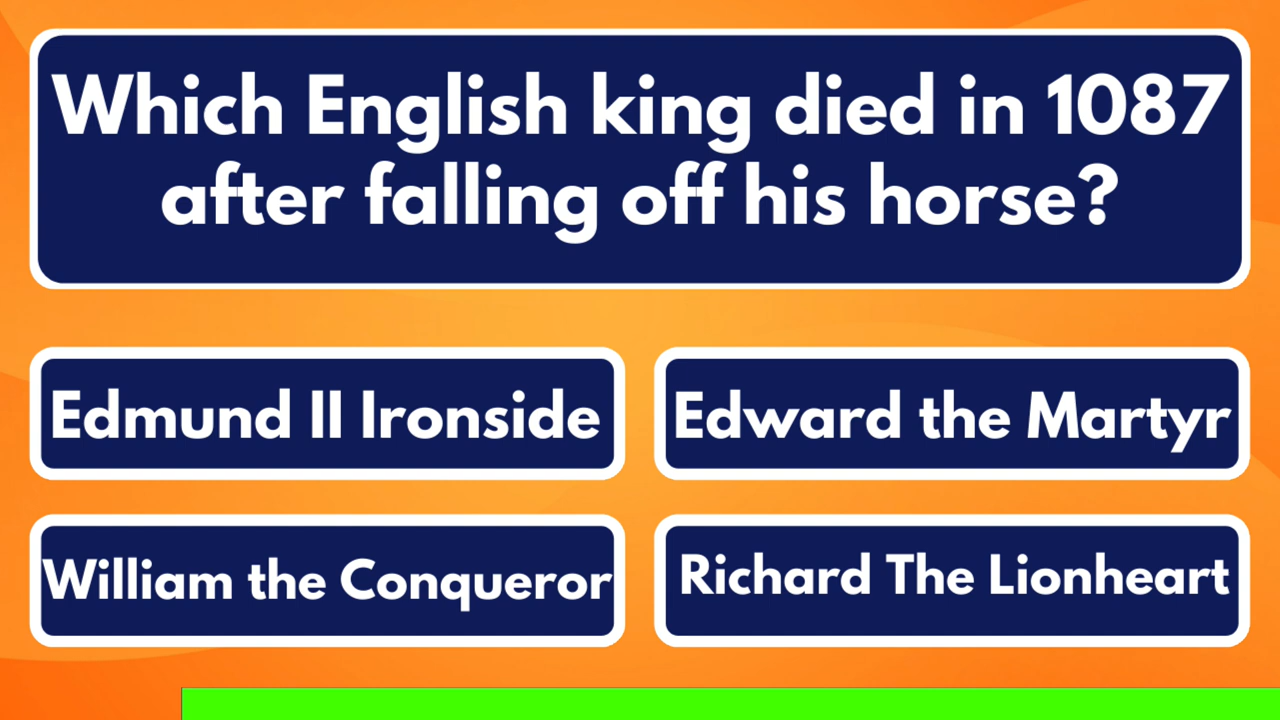 Which English king died in 1087
after falling off his horse?
Edmund II Ironside
Edward the Martyr
William the Conqueror
Richard The Lionheart